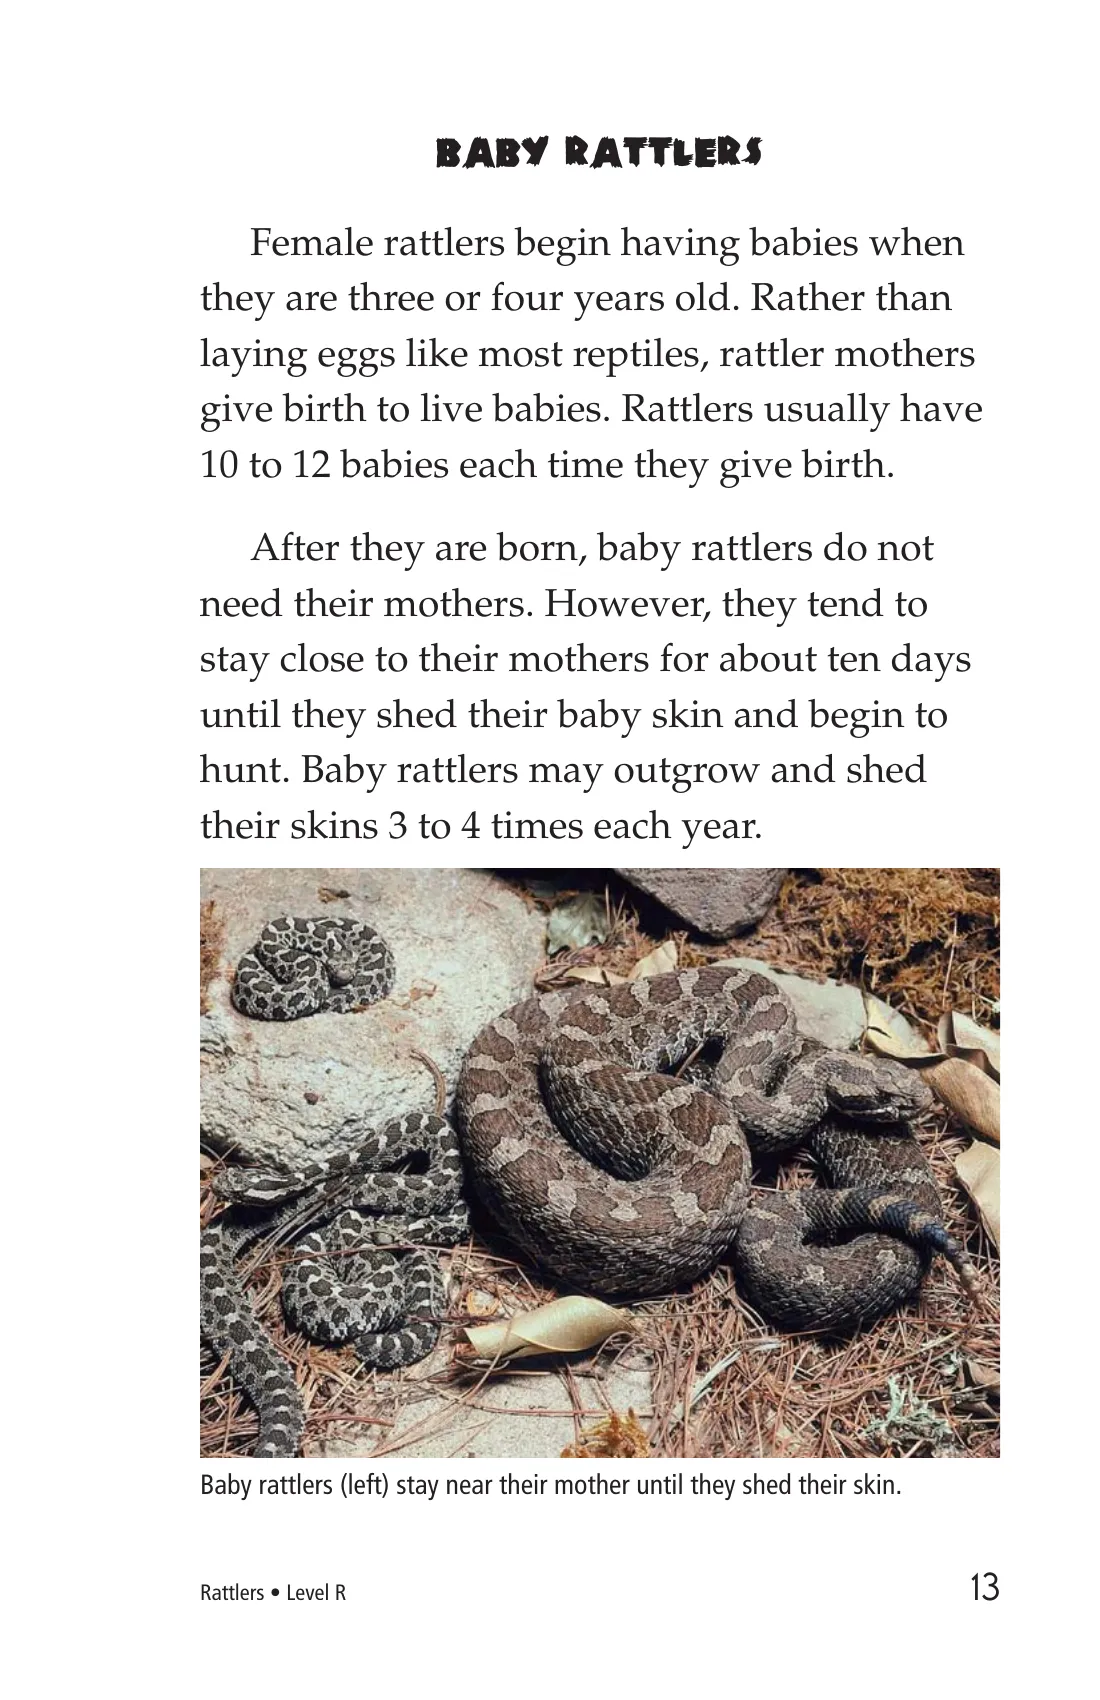 BABY RATTLERS
Female rattlers begin having babies when
they are three or four years old. Rather than
laying eggs like most reptiles, rattler mothers
give birth to live babies. Rattlers usually have
10 to 12 babies each time they give birth.
After they are born, baby rattlers do not
need their mothers. However, they tend to
stay close to their mothers for about ten days
until they shed their baby skin and begin to
hunt. Baby rattlers may outgrow and shed
their skins 3 to 4 times each year.
Baby rattlers (left) stay near their mother until they shed their skin.
Rattlers • Level R
13